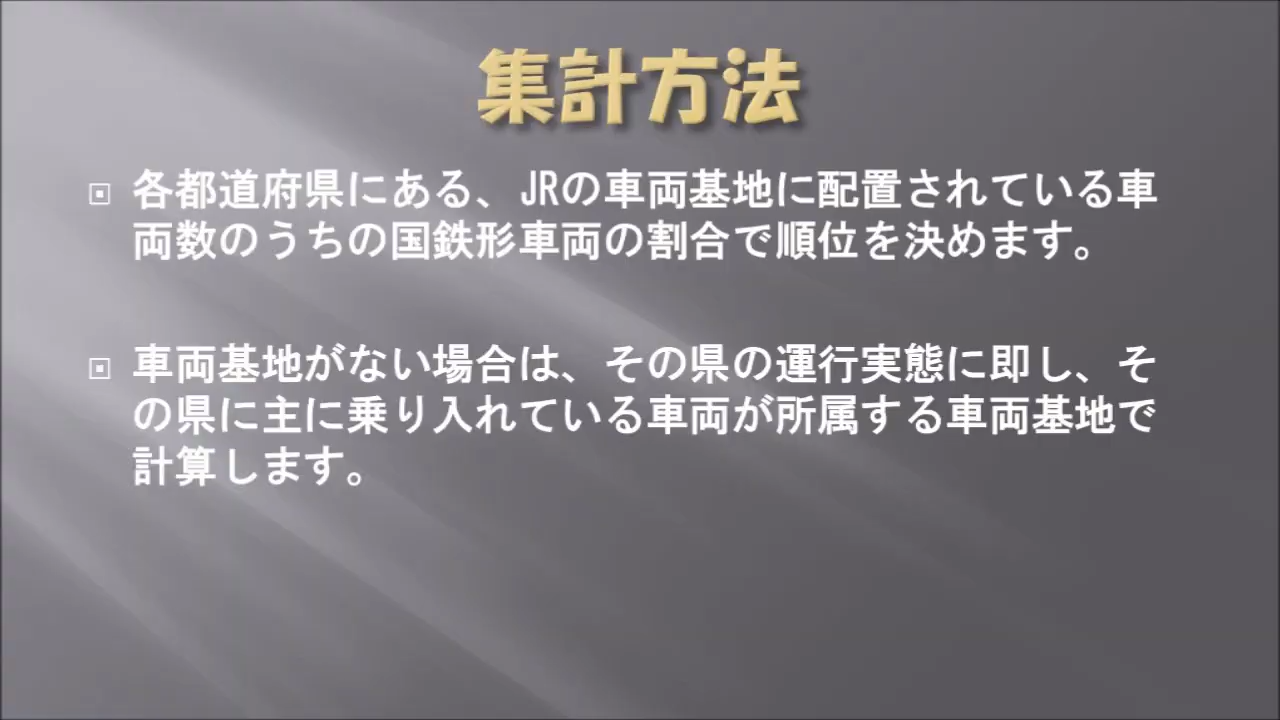 集計方法
各都道府県にある、JRの車両基地に配置されている車
両数のうちの国鉄形車両の割合で順位を決めます。
車両基地がない場合は、その県の運行実態に即し、そ
の県に主に乗り入れている車両が所属する車両基地で
計算します。